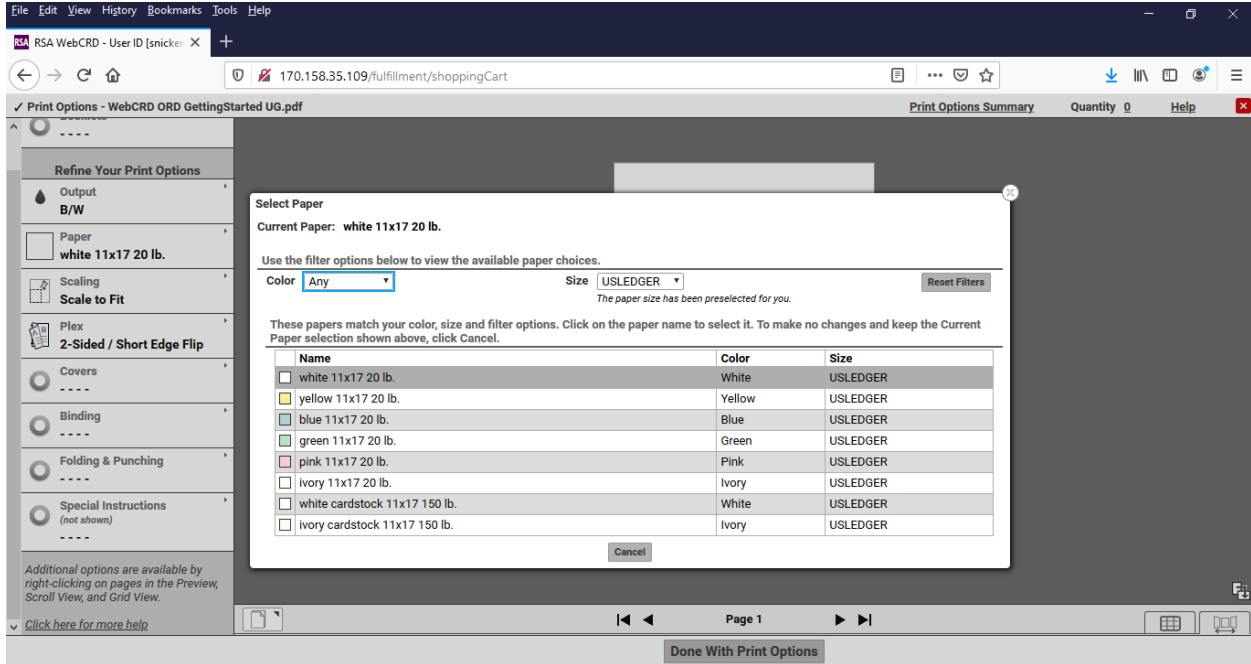 File Edit View History Bookmarks Tools Help
RSA RSA WebCRD - User ID [snicker
170.158.35.109/fulfillment/shoppingCart
✓ Print Options - WebCRD ORD GettingStarted UG.pdf Print Options Summary Quantity 0 Help
- - - -
Refine Your Print Options
Output
B/W
Paper
white 11x17 20 lb.
Scaling
Scale to Fit
Plex
2-Sided / Short Edge Flip
Covers
- - - -
Binding
- - - -
Folding & Punching
- - - -
Special Instructions
(not shown)
- - - -
Additional options are available by
right-clicking on pages in the Preview,
Scroll View, and Grid View.
Click here for more help
Select Paper
Current Paper: white 11x17 20 lb.
Use the filter options below to view the available paper choices.
Color Any Size USLEDGER Reset Filters
The paper size has been preselected for you.
These papers match your color, size and filter options. Click on the paper name to select it. To make no changes and keep the Current
Paper selection shown above, click Cancel.
Name Color Size
white 11x17 20 lb. White USLEDGER
yellow 11x17 20 lb. Yellow USLEDGER
blue 11x17 20 lb. Blue USLEDGER
green 11x17 20 lb. Green USLEDGER
pink 11x17 20 lb. Pink USLEDGER
ivory 11x17 20 lb. Ivory USLEDGER
white cardstock 11x17 150 lb. White USLEDGER
ivory cardstock 11x17 150 lb. Ivory USLEDGER
Cancel
Page 1
Done With Print Options